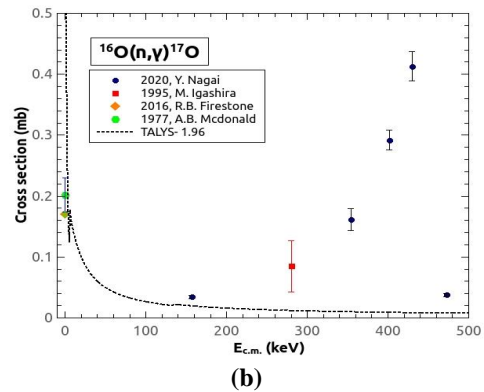 0.5
0.4
0.3
0.2
0.1
0
Cross section (mb)
¹⁶O(n,γ)¹⁷O
2020, Y. Nagai
1995, M. Igashira
2016, R.B. Firestone
1977, A.B. Mcdonald
TALYS- 1.96
0 100 200 300 400 500
E_c.m. (keV)
(b)